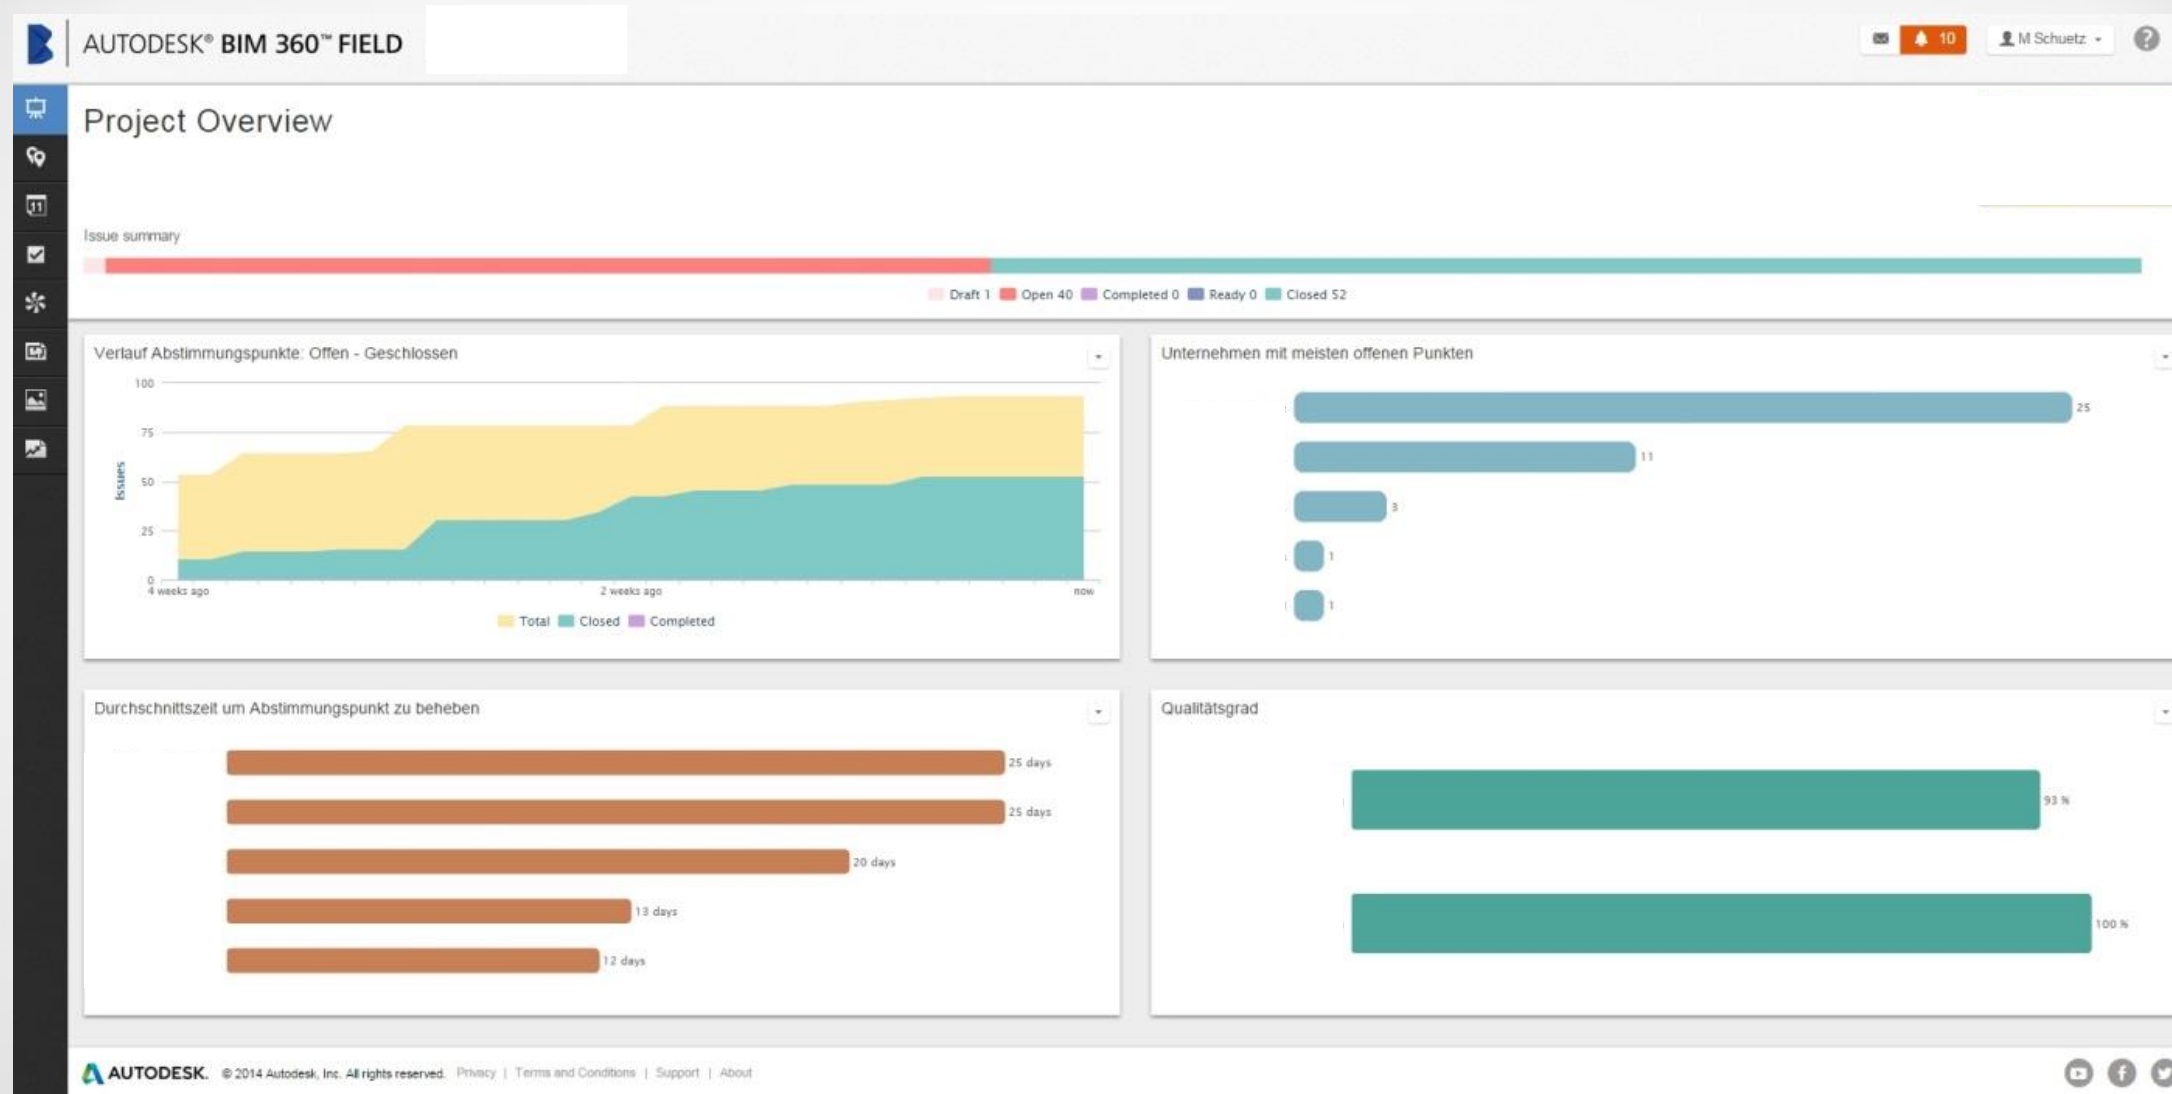 AUTODESK® BIM 360™ FIELD
10
M Schuetz
?
Project Overview
11
Issue summary
Draft 1 Open 40 Completed 0 Ready 0 Closed 52
Verlauf Abstimmungspunkte: Offen - Geschlossen
100
75
50
25
0
Issues
4 weeks ago 2 weeks ago now
Total Closed Completed
Unternehmen mit meisten offenen Punkten
25
11
3
1
1
Durchschnittszeit um Abstimmungspunkt zu beheben
25 days
25 days
20 days
13 days
12 days
Qualitätsgrad
93 %
100 %
AUTODESK. © 2014 Autodesk, Inc. All rights reserved. Privacy | Terms and Conditions | Support | About